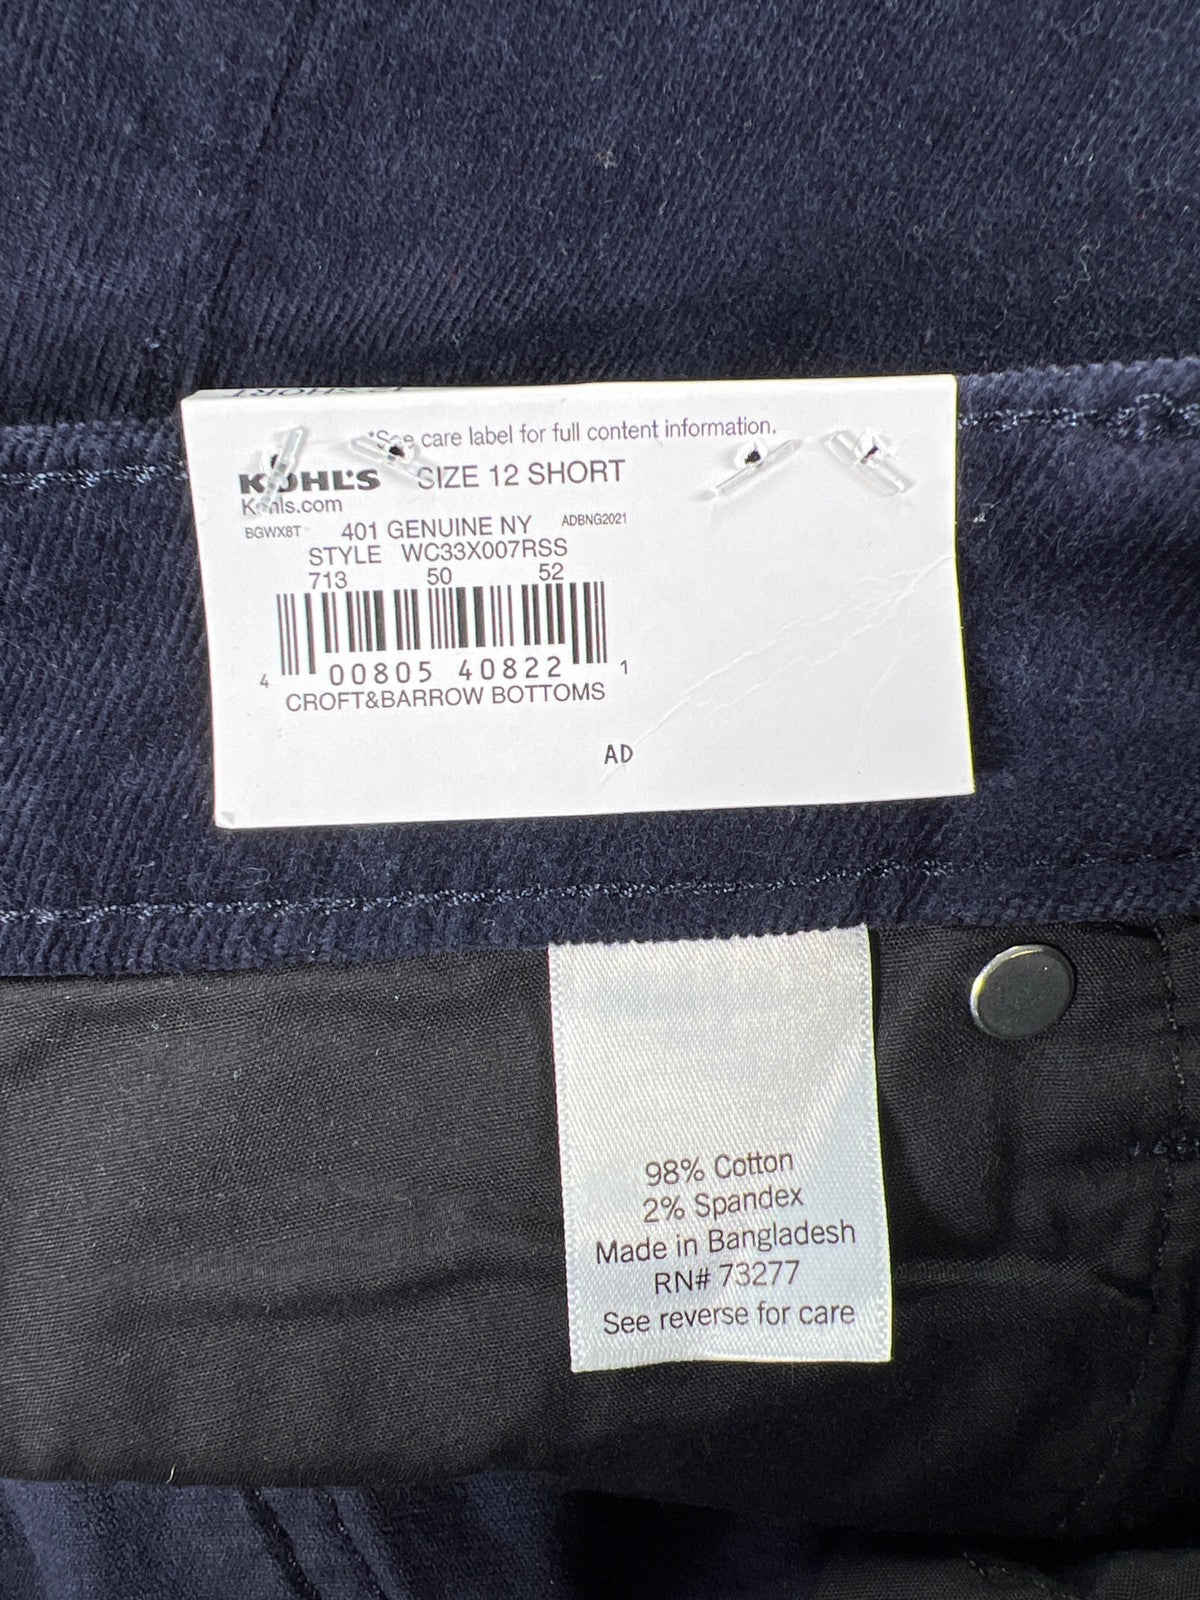 *See care label for full content information.
KOHL'S SIZE 12 SHORT
Kohls.com
BGWX8T 401 GENUINE NY ADBNG2021
STYLE WC33X007RSS
713 50 52
4 00805 40822 1
CROFT&BARROW BOTTOMS
AD
98% Cotton
2% Spandex
Made in Bangladesh
RN# 73277
See reverse for care